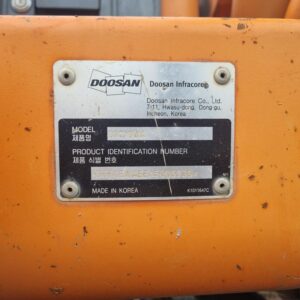 DOOSAN Doosan Infracore
Doosan Infracore Co., Ltd.
7-11, Hwasu-dong, Dong-gu,
Incheon, Korea
MODEL
제품명
PRODUCT IDENTIFICATION NUMBER
제품 식별 번호
MADE IN KOREA